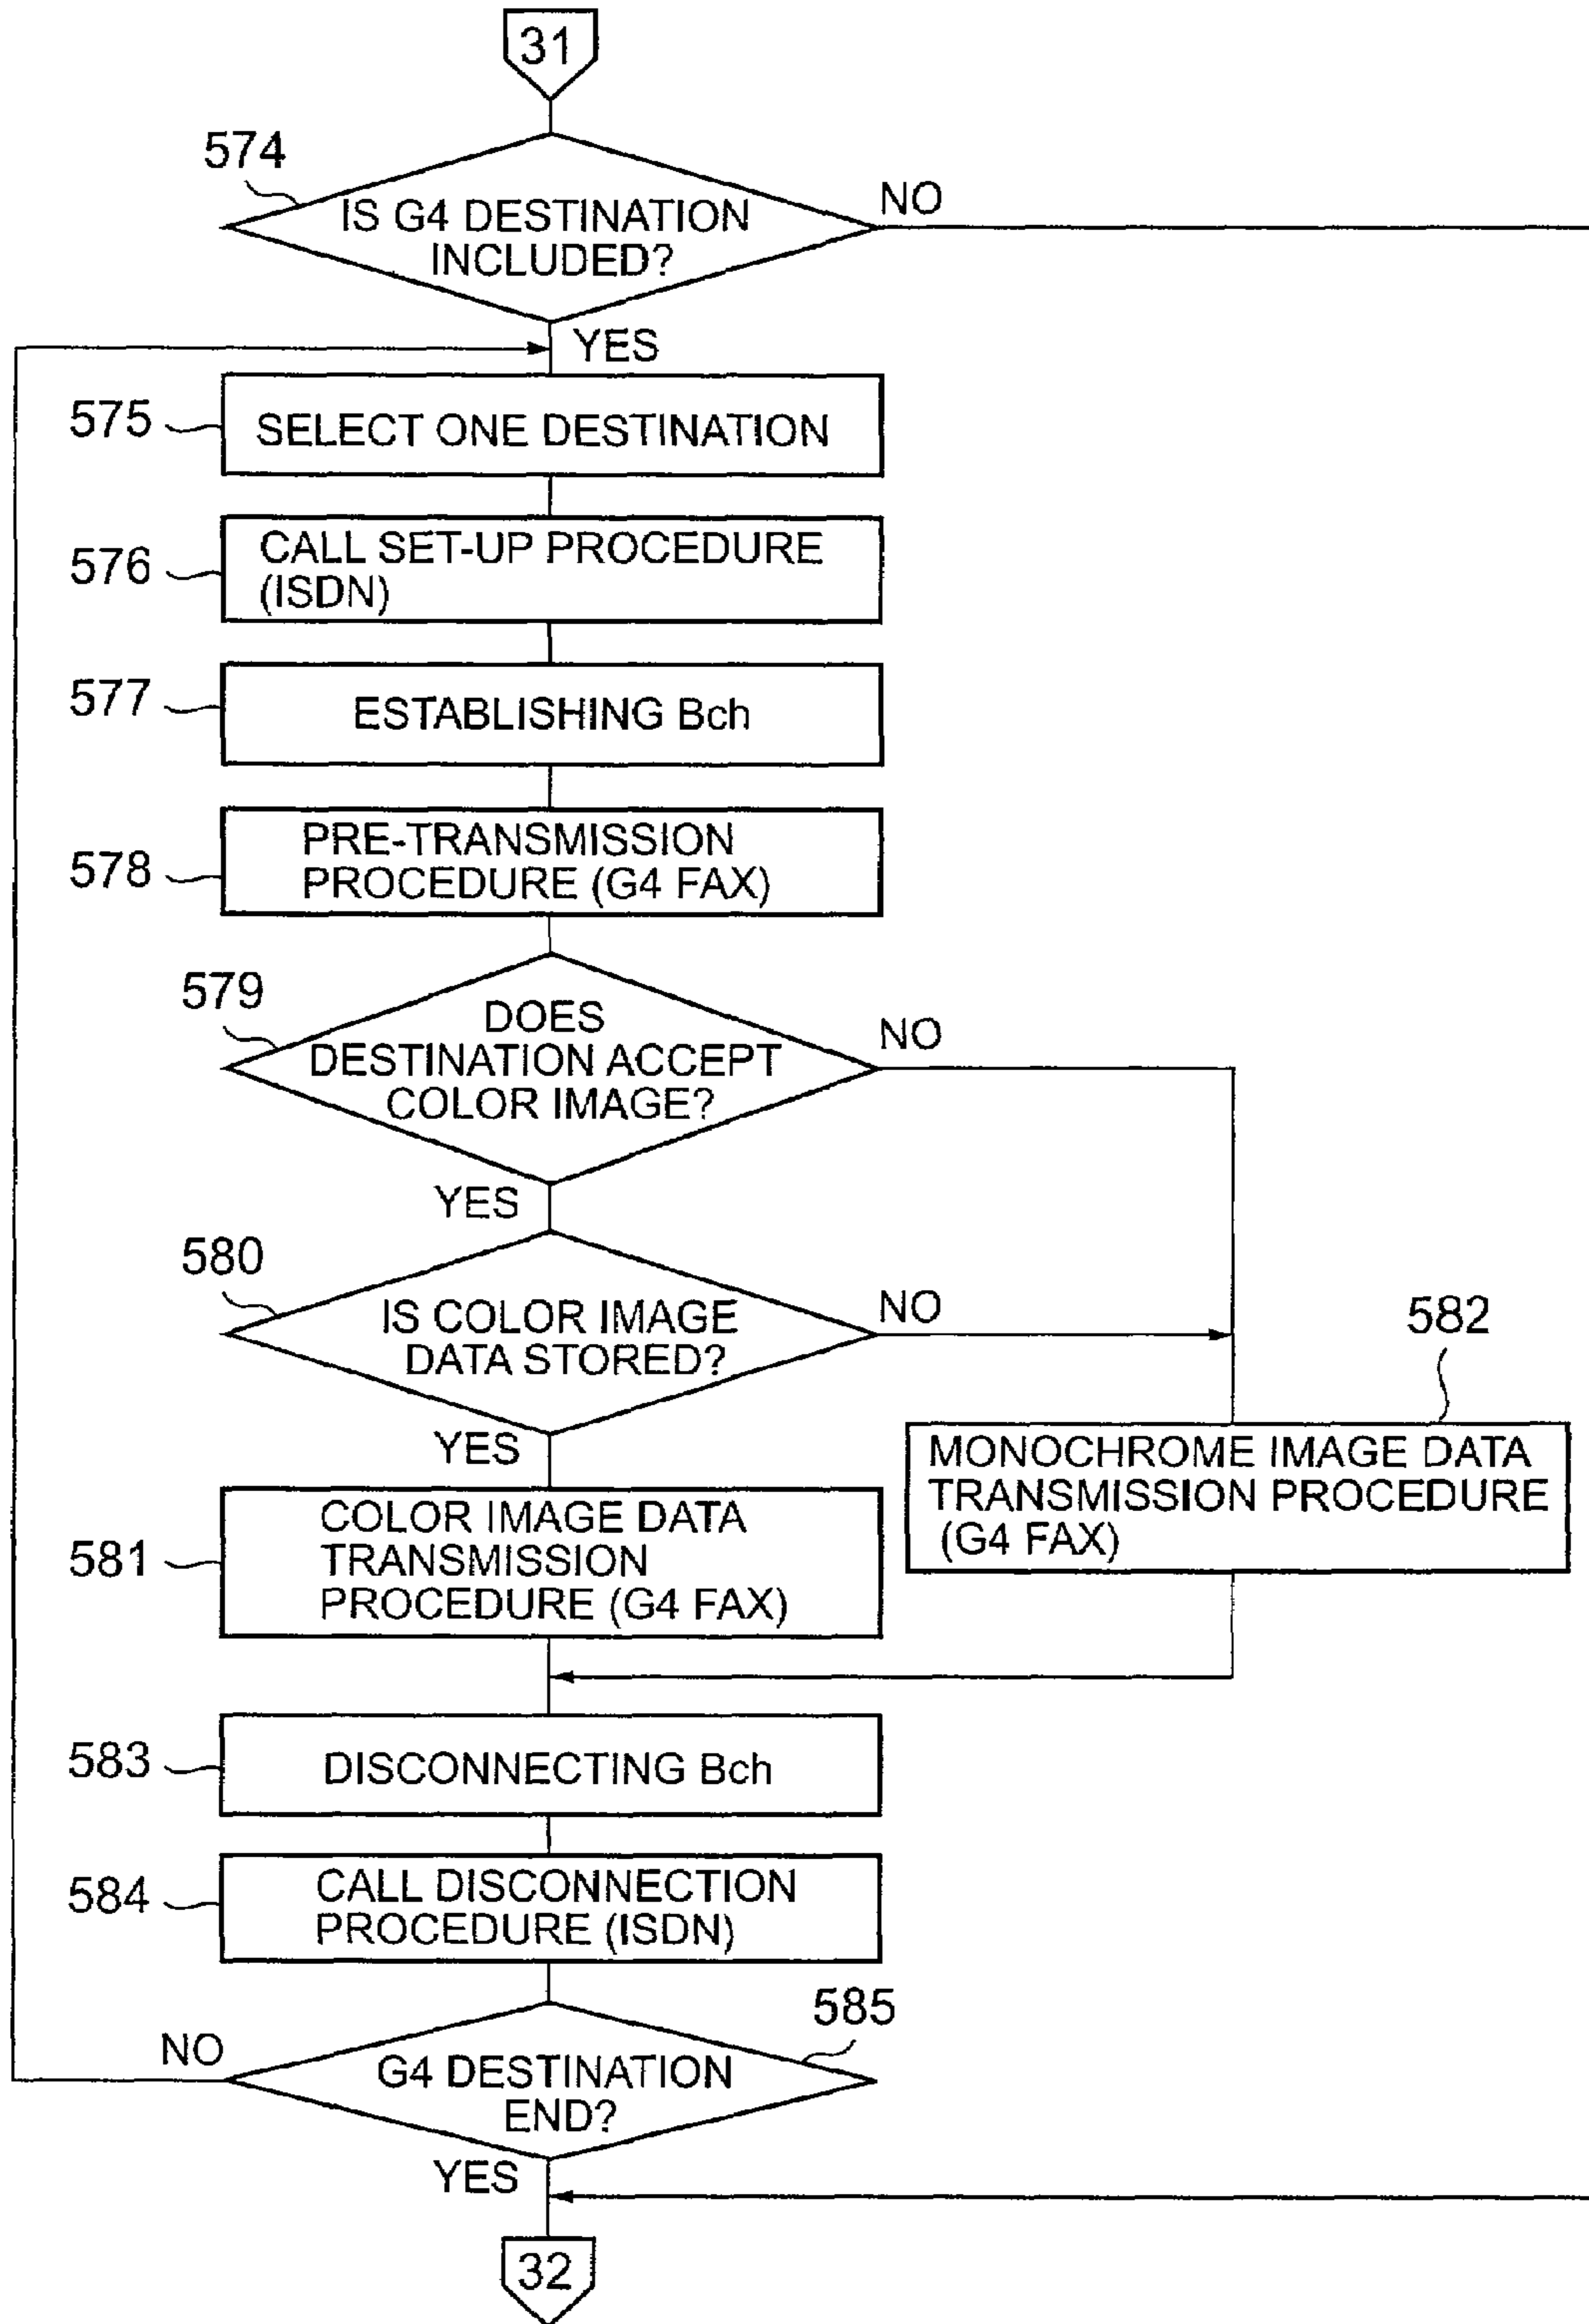 31
574
IS G4 DESTINATION
INCLUDED?
NO
YES
575
SELECT ONE DESTINATION
576
CALL SET-UP PROCEDURE
(ISDN)
577
ESTABLISHING Bch
578
PRE-TRANSMISSION
PROCEDURE (G4 FAX)
579
DOES
DESTINATION ACCEPT
COLOR IMAGE?
NO
YES
580
IS COLOR IMAGE
DATA STORED?
NO
582
YES
MONOCHROME IMAGE DATA
TRANSMISSION PROCEDURE
(G4 FAX)
581
COLOR IMAGE DATA
TRANSMISSION
PROCEDURE (G4 FAX)
583
DISCONNECTING Bch
584
CALL DISCONNECTION
PROCEDURE (ISDN)
585
NO
G4 DESTINATION
END?
YES
32